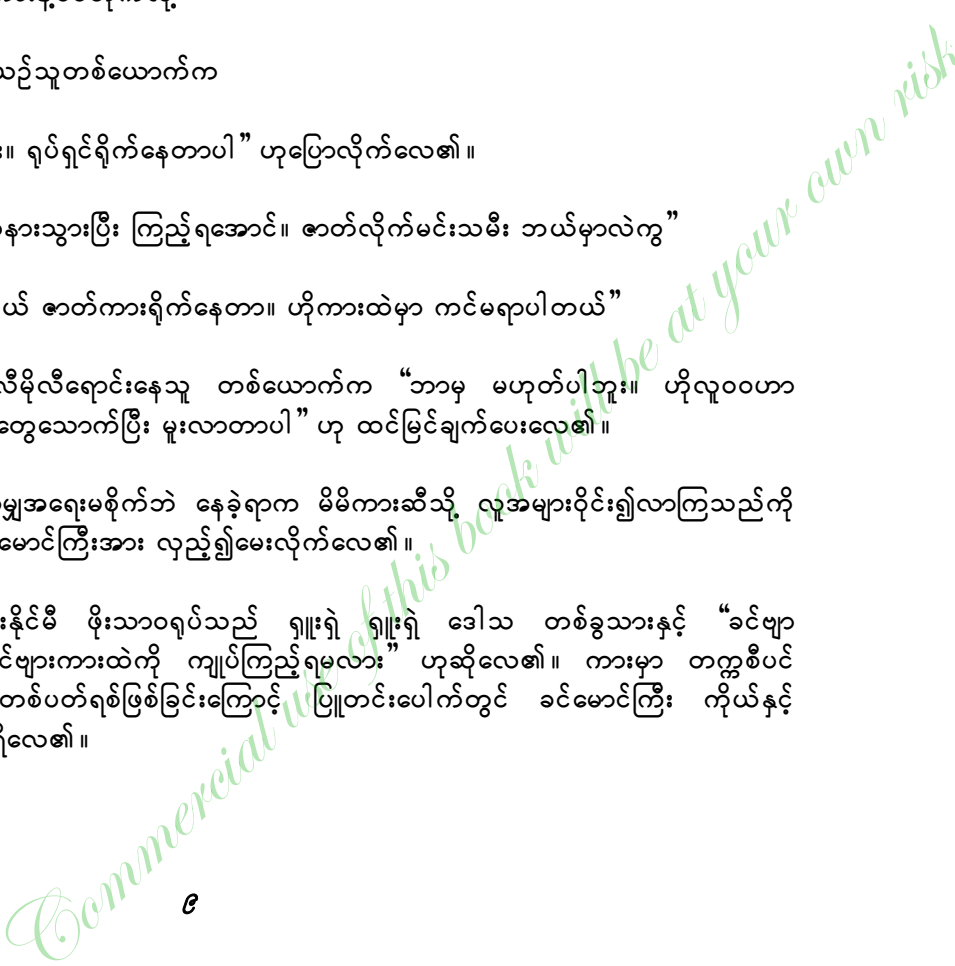 ယဉ်သူတစ်ယောက်က
။ ရုပ်ရှင်ရိုက်နေတာပါ” ဟုပြောလိုက်လေ၏။
နားသွားပြီး ကြည့်ရအောင်။ ဇာတ်လိုက်မင်းသမီး ဘယ်မှာလဲကွ”
ယ် ဇာတ်ကားရိုက်နေတာ။ ဟိုကားထဲမှာ ကင်မရာပါတယ်”
လီမိုလီရောင်းနေသူ တစ်ယောက်က “ဘာမှ မဟုတ်ပါဘူး။ ဟိုလူဝဝဟာ
တွေသောက်ပြီး မူးလာတာပါ” ဟု ထင်မြင်ချက်ပေးလေ၏။
မျှအရေးမစိုက်ဘဲ နေခဲ့ရာက မိမိကားဆီသို့ လူအများဝိုင်း၍လာကြသည်ကို
မောင်ကြီးအား လှည့်၍မေးလိုက်လေ၏။
းနိုင်မီ ဖိုးသာဝရုပ်သည် ရှူးရှဲ ရှူးရှဲ ဒေါသ တစ်ခွသားနှင့် “ခင်ဗျာ
င်ဗျားကားထဲကို ကျုပ်ကြည့်ရမလား” ဟုဆိုလေ၏။ ကားမှာ တက္ကစီပင်
တစ်ပတ်ရစ်ဖြစ်ခြင်းကြောင့် ပြူတင်းပေါက်တွင် ခင်မောင်ကြီး ကိုယ်နှင့်
ရှိလေ၏။
၉
Commercial use of this book will be at your own risk